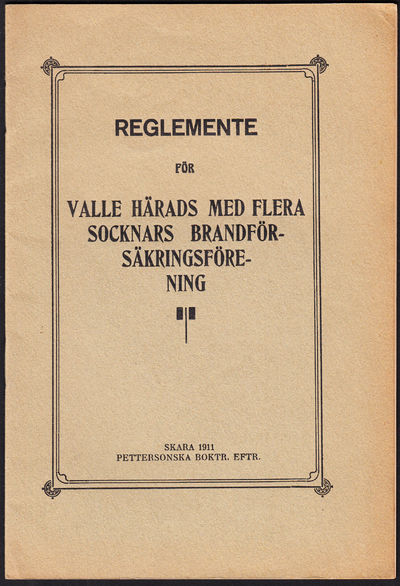 REGLEMENTE
FÖR
VALLE HÄRADS MED FLERA
SOCKNARS BRANDFÖR-
SÄKRINGSFÖRE-
NING
SKARA 1911
PETTERSONSKA BOKTR. EFTR.